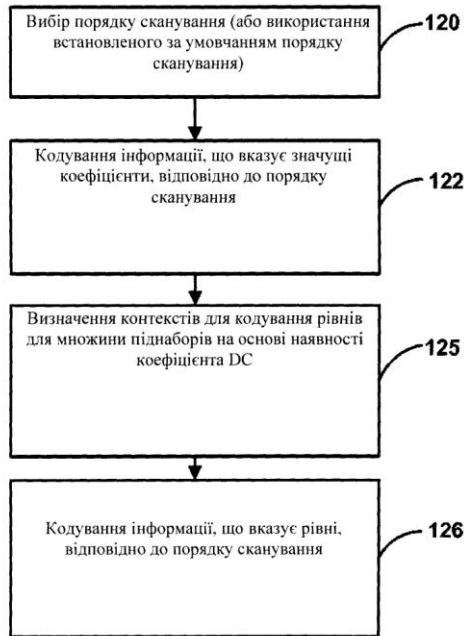 Вибір порядку сканування (або використання
встановленого за умовчанням порядку
сканування)
120
Кодування інформації, що вказує значущі
коефіцієнти, відповідно до порядку
сканування
122
Визначення контекстів для кодування рівнів
для множини піднаборів на основі наявності
коефіцієнта DC
125
Кодування інформації, що вказує рівні,
відповідно до порядку сканування
126